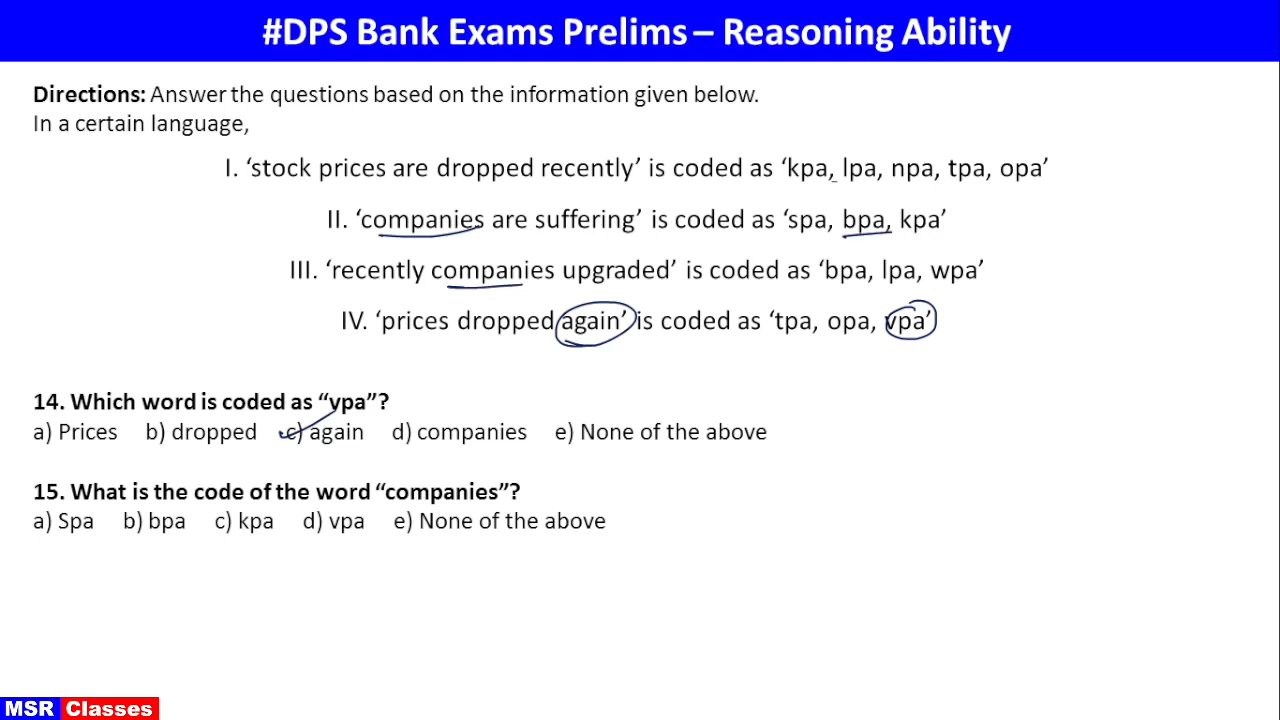 #DPS Bank Exams Prelims – Reasoning Ability
Directions: Answer the questions based on the information given below.
In a certain language,
I. ‘stock prices are dropped recently’ is coded as ‘kpa, lpa, npa, tpa, opa’
II. ‘companies are suffering’ is coded as ‘spa, bpa, kpa’
III. ‘recently companies upgraded’ is coded as ‘bpa, lpa, wpa’
IV. ‘prices dropped again’ is coded as ‘tpa, opa, vpa’
14. Which word is coded as “vpa”?
a) Prices b) dropped c) again d) companies e) None of the above
15. What is the code of the word “companies”?
a) Spa b) bpa c) kpa d) vpa e) None of the above
MSR Classes